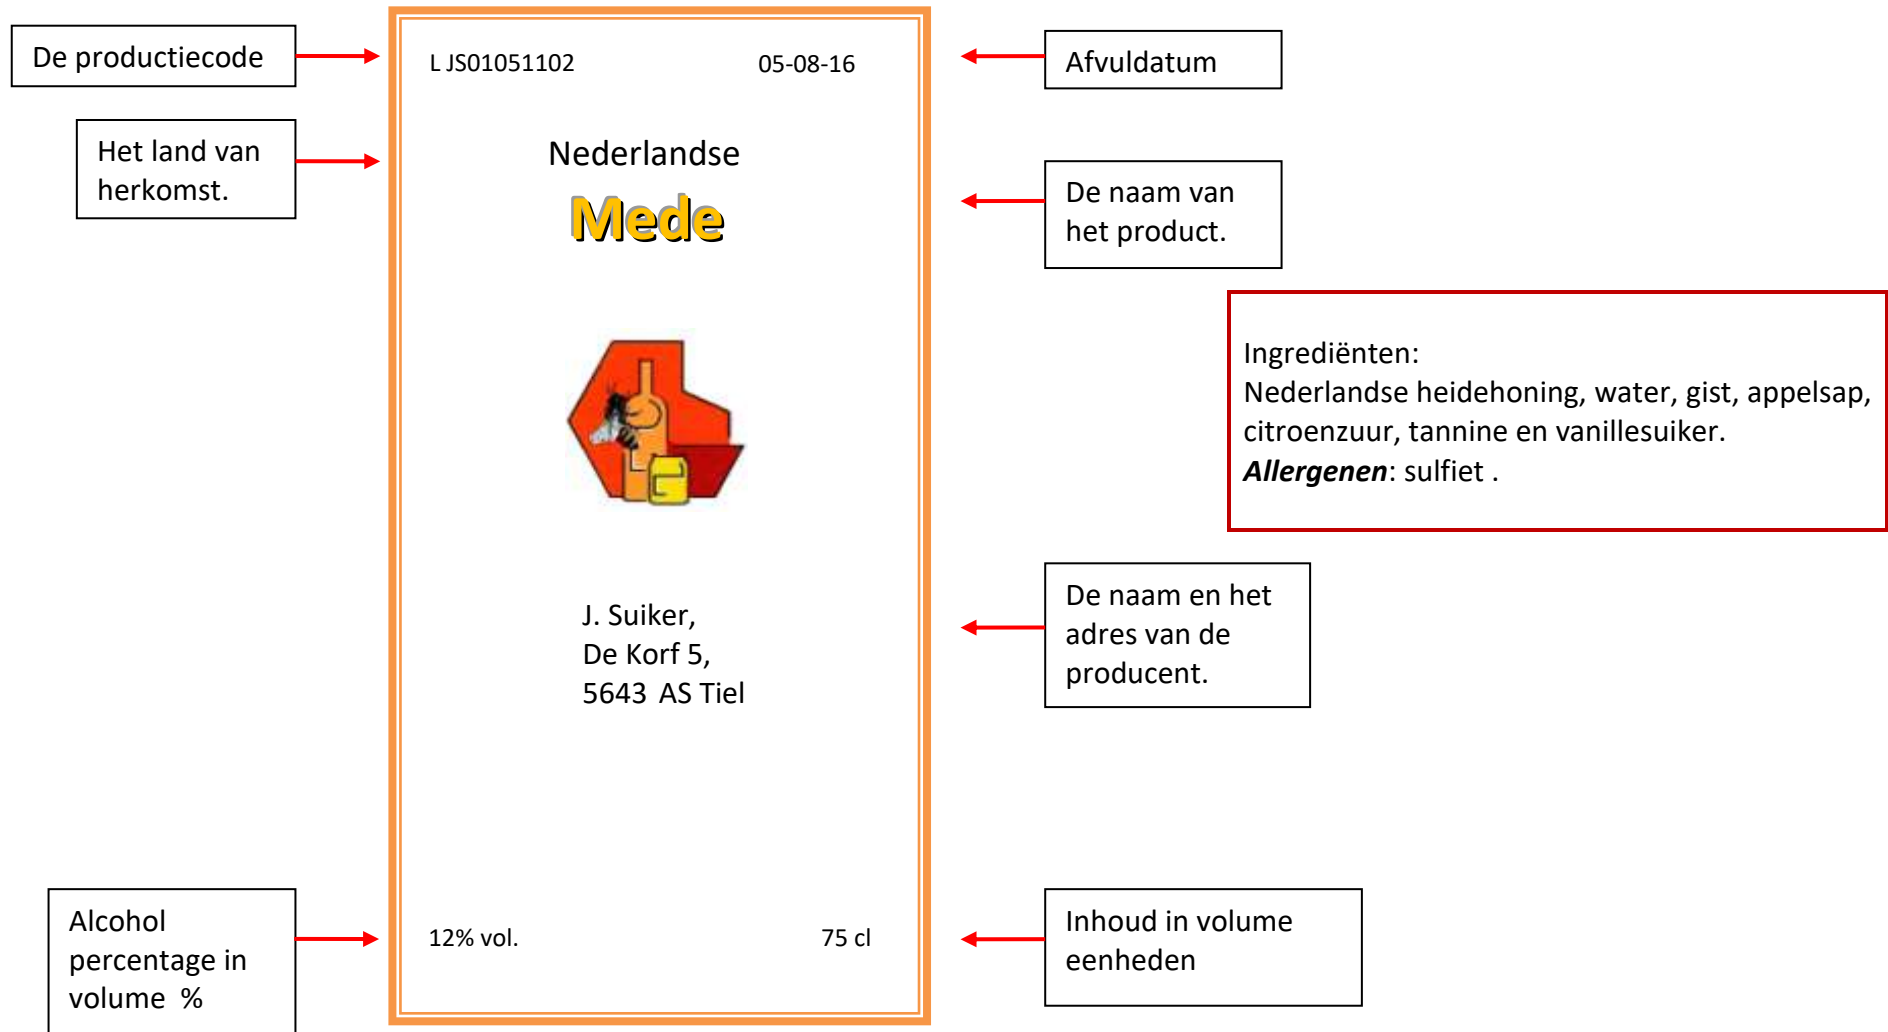 De productiecode
L JS01051102
05-08-16
Afvuldatum
Het land van
herkomst.
Nederlandse
Mede
De naam van
het product.
Ingrediënten:
Nederlandse heidehoning, water, gist, appelsap,
citroenzuur, tannine en vanillesuiker.
Allergenen: sulfiet .
J. Suiker,
De Korf 5,
5643 AS Tiel
De naam en het
adres van de
producent.
Alcohol
percentage in
volume %
12% vol.
75 cl
Inhoud in volume
eenheden